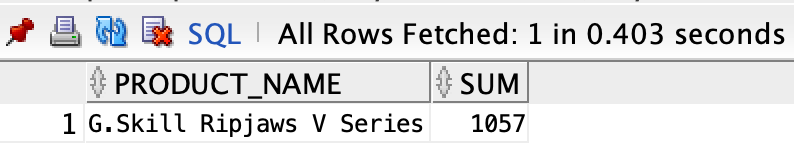 SQL | All Rows Fetched: 1 in 0.403 seconds
PRODUCT_NAME SUM
1 G.Skill Ripjaws V Series 1057